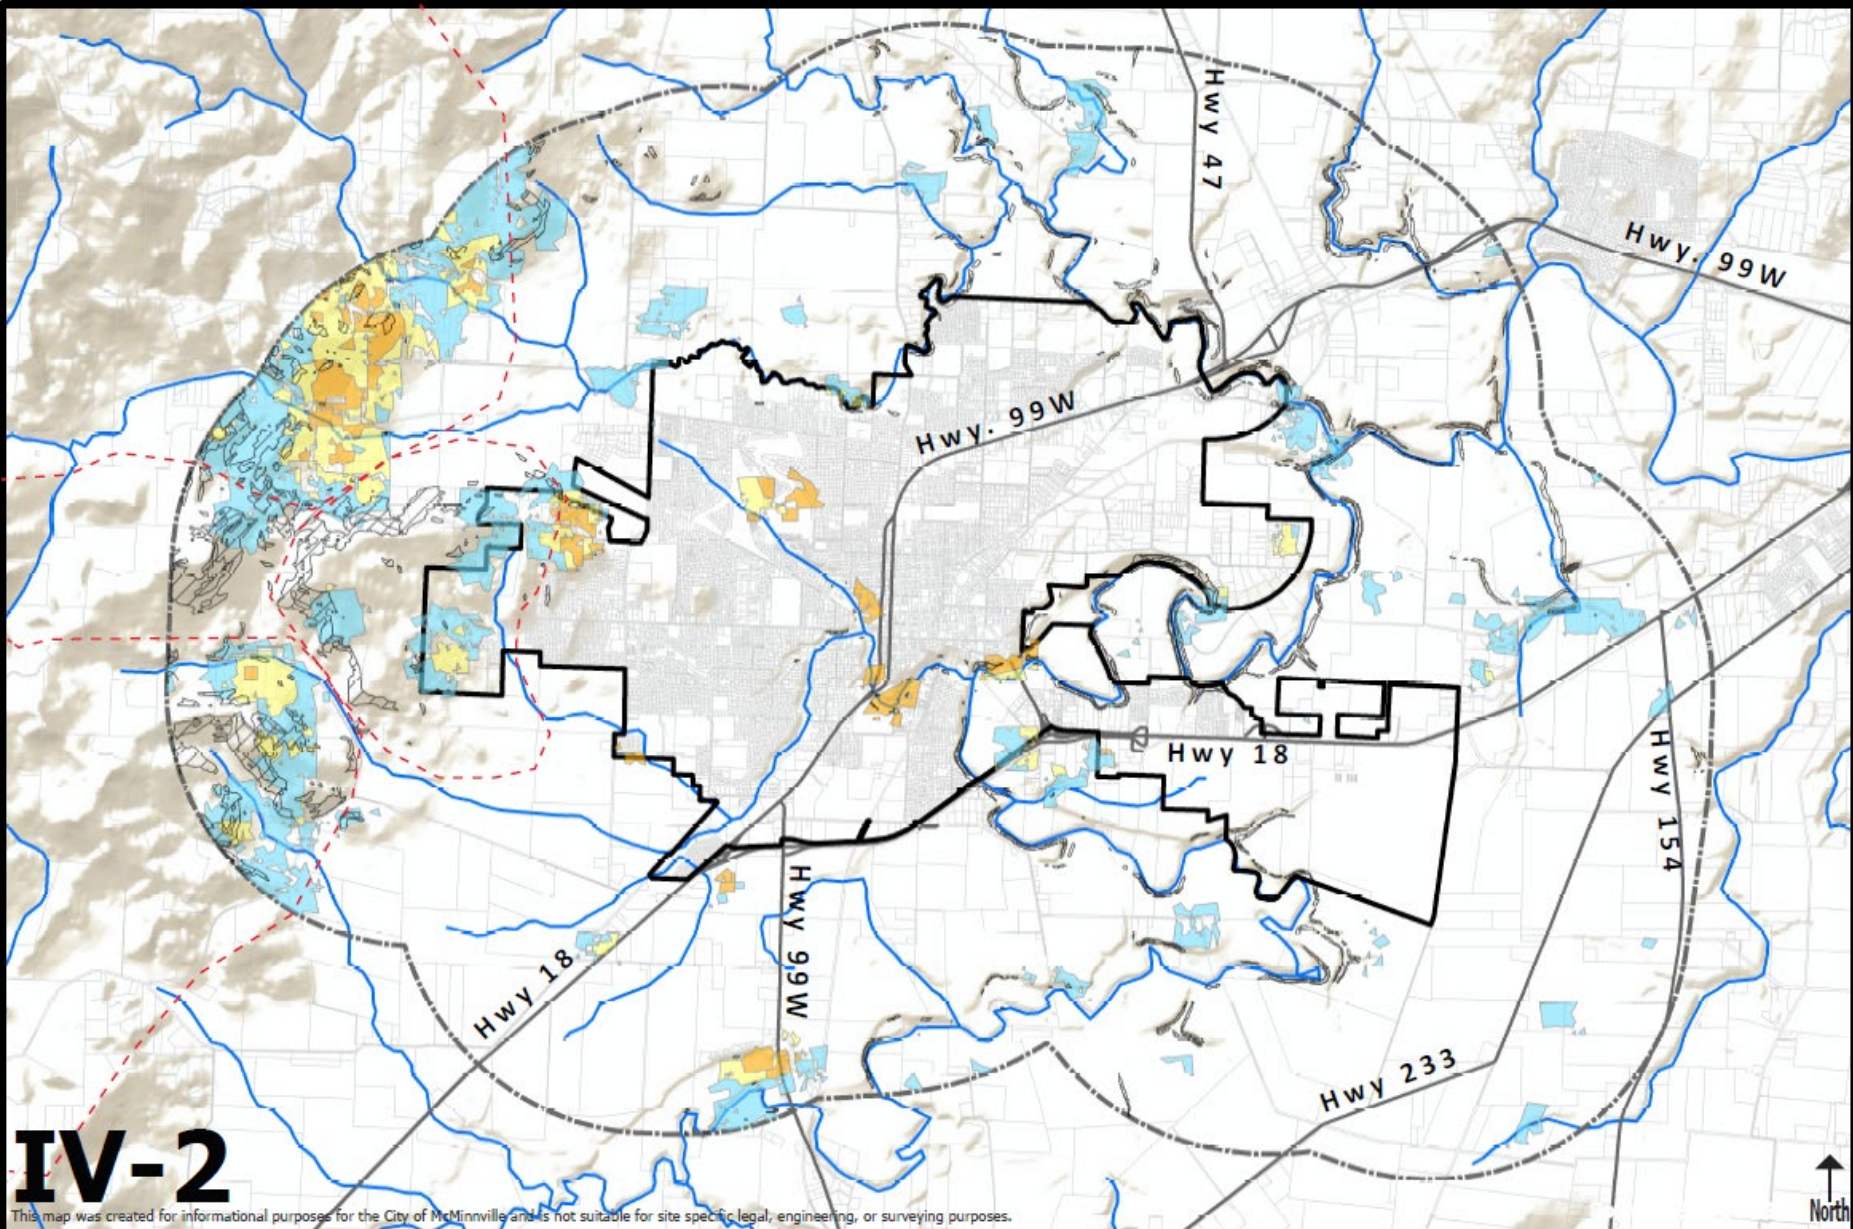 Hwy 47
Hwy. 99W
Hwy. 99W
Hwy 18
Hwy 154
Hwy 99W
Hwy 18
Hwy 233
IV-2
North
This map was created for informational purposes for the City of McMinnville and is not suitable for site specific legal, engineering, or surveying purposes.